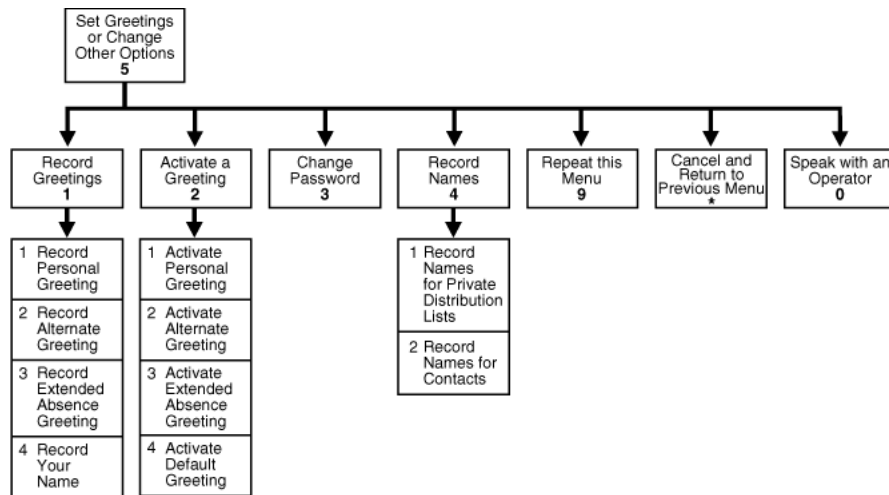 Set Greetings
or Change
Other Options
5
Record
Greetings
1
Activate a
Greeting
2
Change
Password
3
Record
Names
4
Repeat this
Menu
9
Cancel and
Return to
Previous Menu
*
Speak with an
Operator
0
1 Record
Personal
Greeting
2 Record
Alternate
Greeting
3 Record
Extended
Absence
Greeting
4 Record
Your
Name
1 Activate
Personal
Greeting
2 Activate
Alternate
Greeting
3 Activate
Extended
Absence
Greeting
4 Activate
Default
Greeting
1 Record
Names
for Private
Distribution
Lists
2 Record
Names for
Contacts